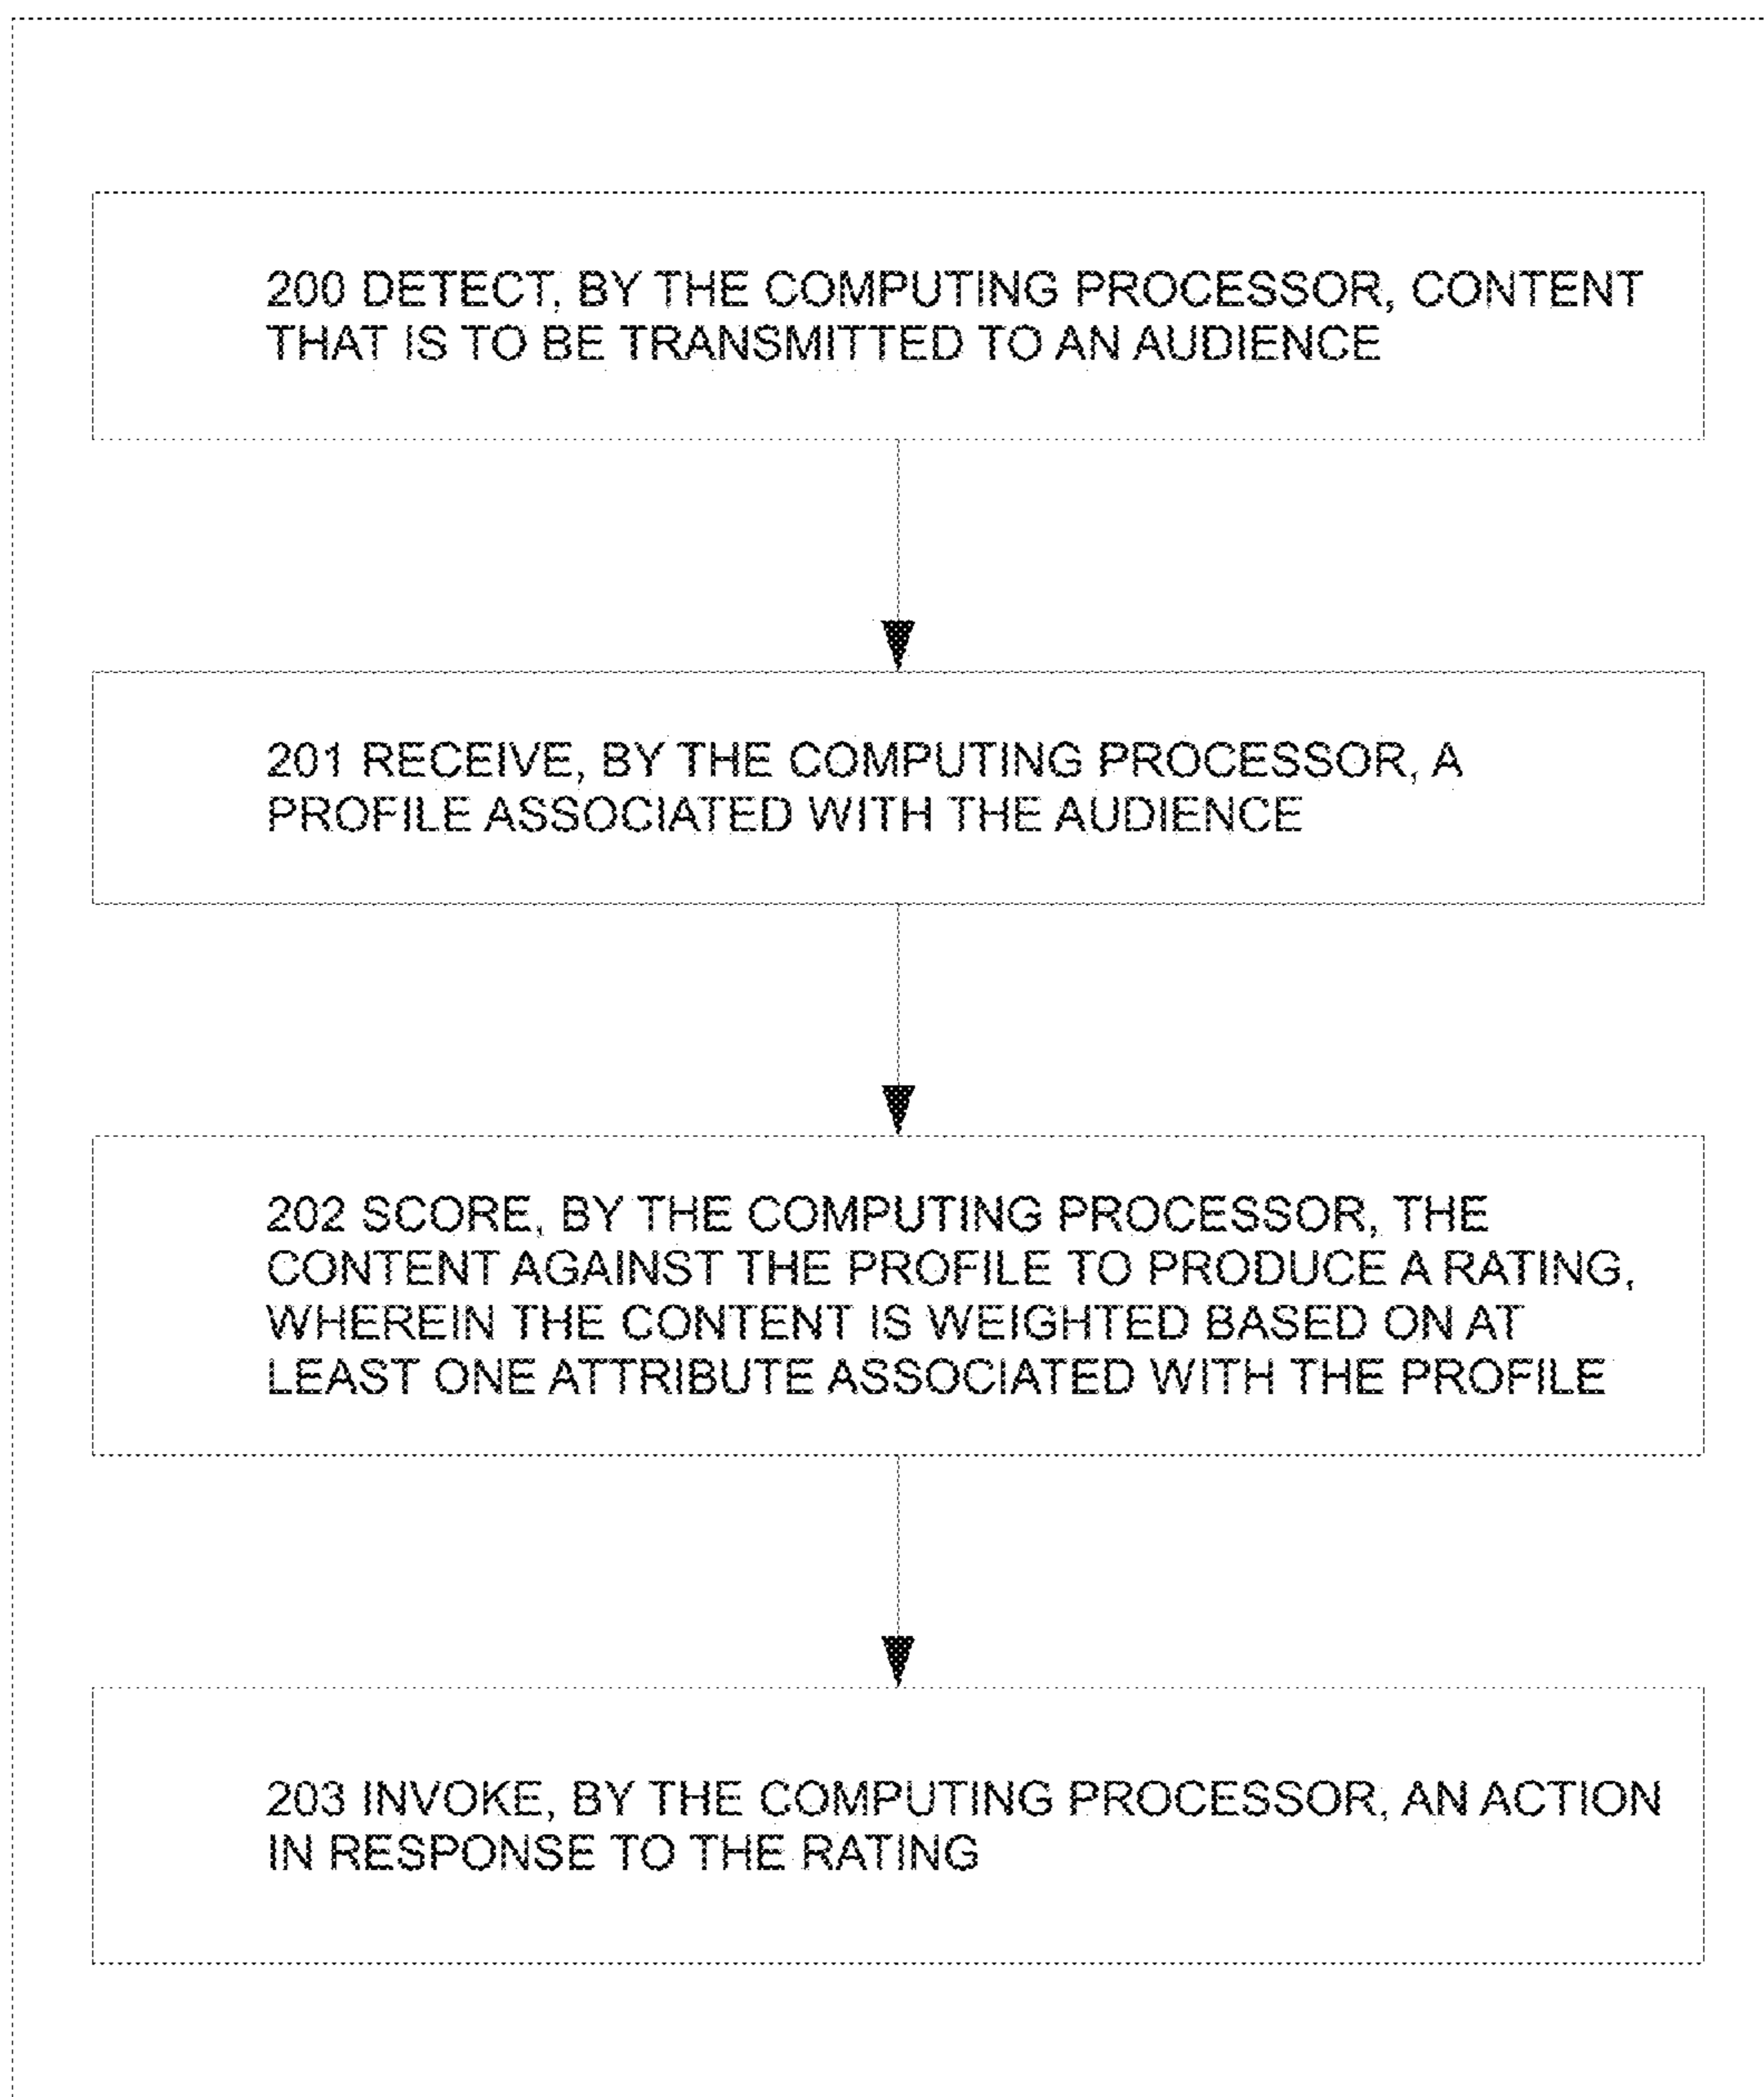 200 DETECT, BY THE COMPUTING PROCESSOR, CONTENT
THAT IS TO BE TRANSMITTED TO AN AUDIENCE
201 RECEIVE, BY THE COMPUTING PROCESSOR, A
PROFILE ASSOCIATED WITH THE AUDIENCE
202 SCORE, BY THE COMPUTING PROCESSOR, THE
CONTENT AGAINST THE PROFILE TO PRODUCE A RATING,
WHEREIN THE CONTENT IS WEIGHTED BASED ON AT
LEAST ONE ATTRIBUTE ASSOCIATED WITH THE PROFILE
203 INVOKE, BY THE COMPUTING PROCESSOR, AN ACTION
IN RESPONSE TO THE RATING